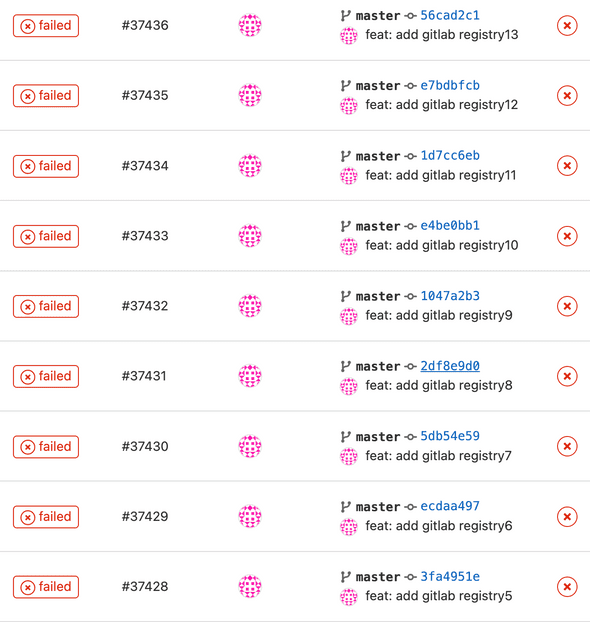 master 56cad2c1
failed #37436
feat: add gitlab registry13
master e7bdbfcb
failed #37435
feat: add gitlab registry12
master 1d7cc6eb
failed #37434
feat: add gitlab registry11
master e4be0bb1
failed #37433
feat: add gitlab registry10
master 1047a2b3
failed #37432
feat: add gitlab registry9
master 2df8e9d0
failed #37431
feat: add gitlab registry8
master 5db54e59
failed #37430
feat: add gitlab registry7
master ecdaa497
failed #37429
feat: add gitlab registry6
master 3fa4951e
failed #37428
feat: add gitlab registry5